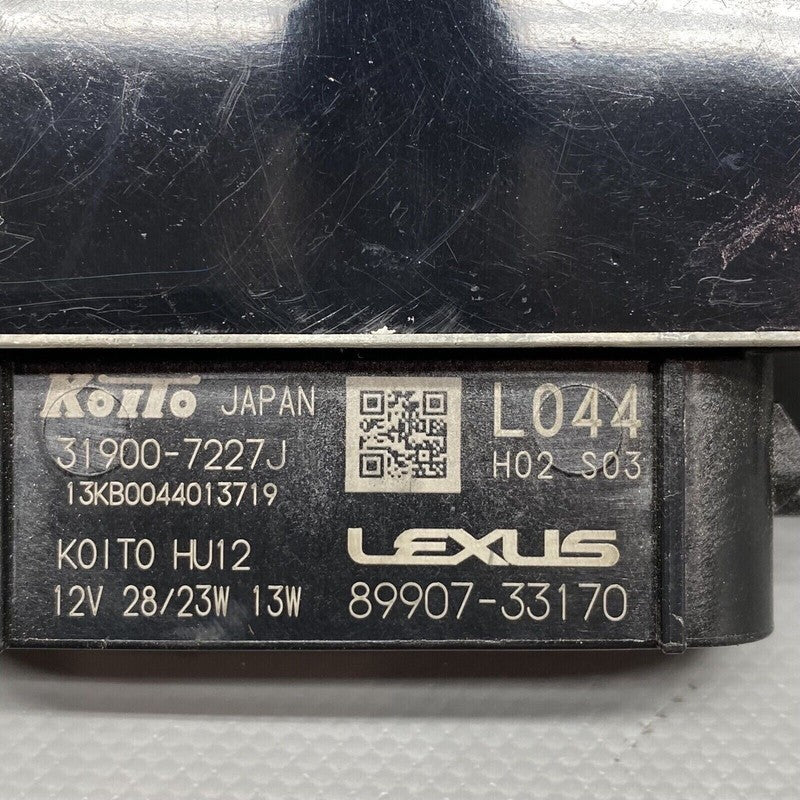 KOITO JAPAN
31900-7227J
13KB0044013719
KOITO HU12
12V 28/23W 13W
L044
H02 S03
LEXUS
89907-33170